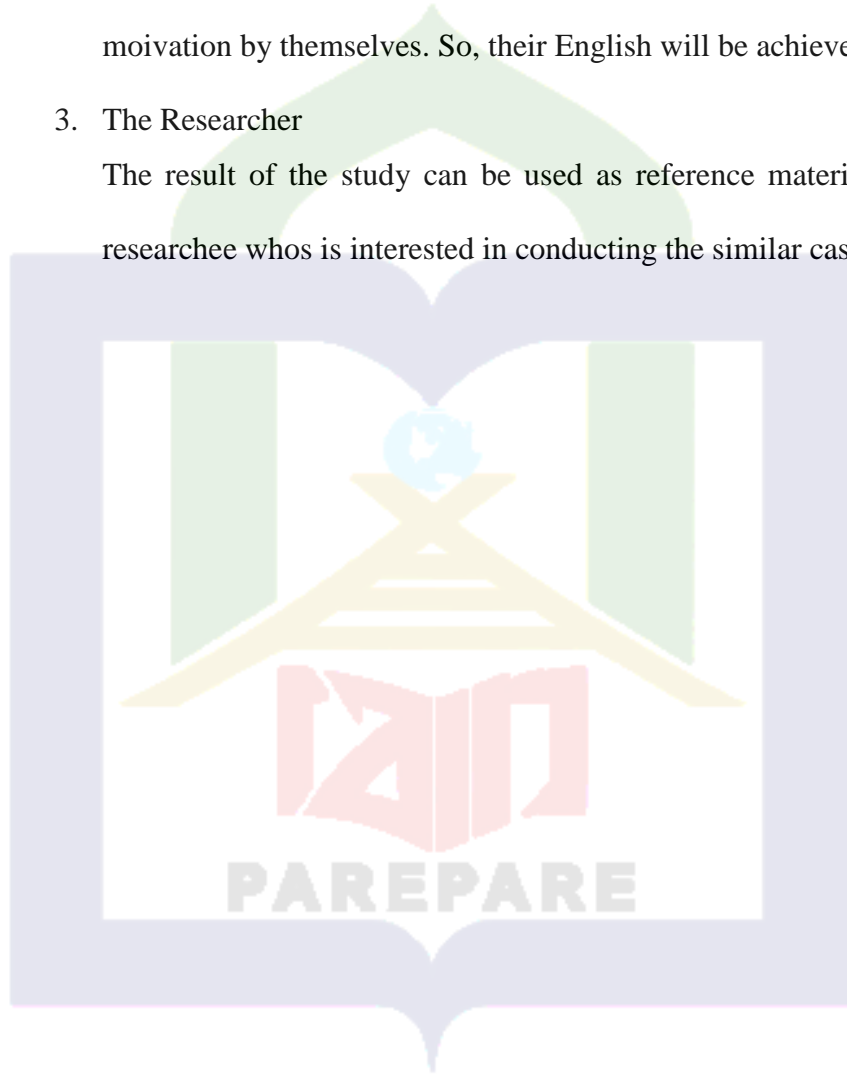 moivation by themselves. So, their English will be achieve
3. The Researcher
The result of the study can be used as reference materi
researchee whos is interested in conducting the similar cas
iain
PAREPARE